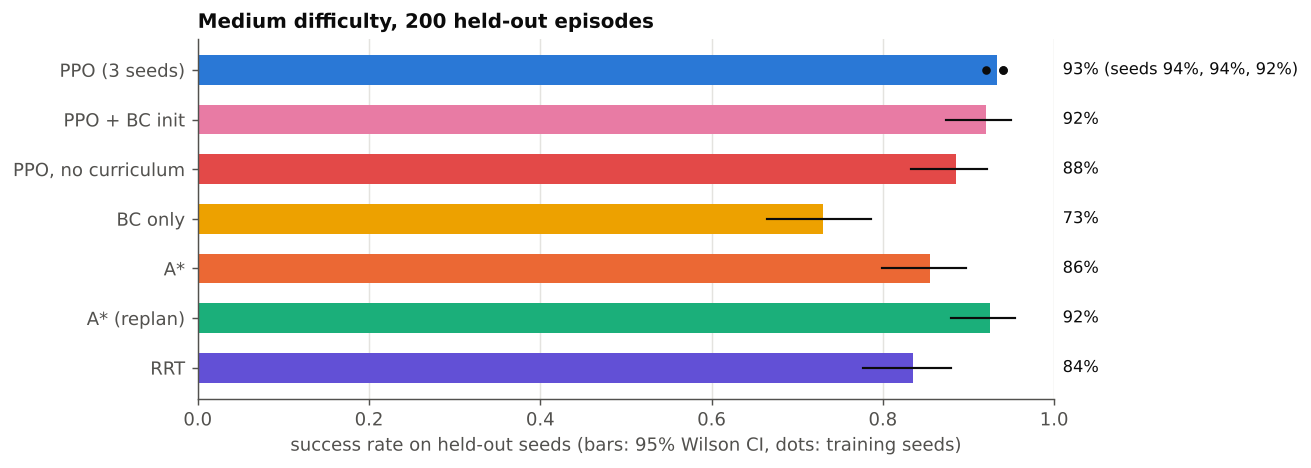 Medium difficulty, 200 held-out episodes
PPO (3 seeds)
93% (seeds 94%, 94%, 92%)
PPO + BC init
92%
PPO, no curriculum
88%
BC only
73%
A*
86%
A* (replan)
92%
RRT
84%
0.0
0.2
0.4
0.6
0.8
1.0
success rate on held-out seeds (bars: 95% Wilson CI, dots: training seeds)